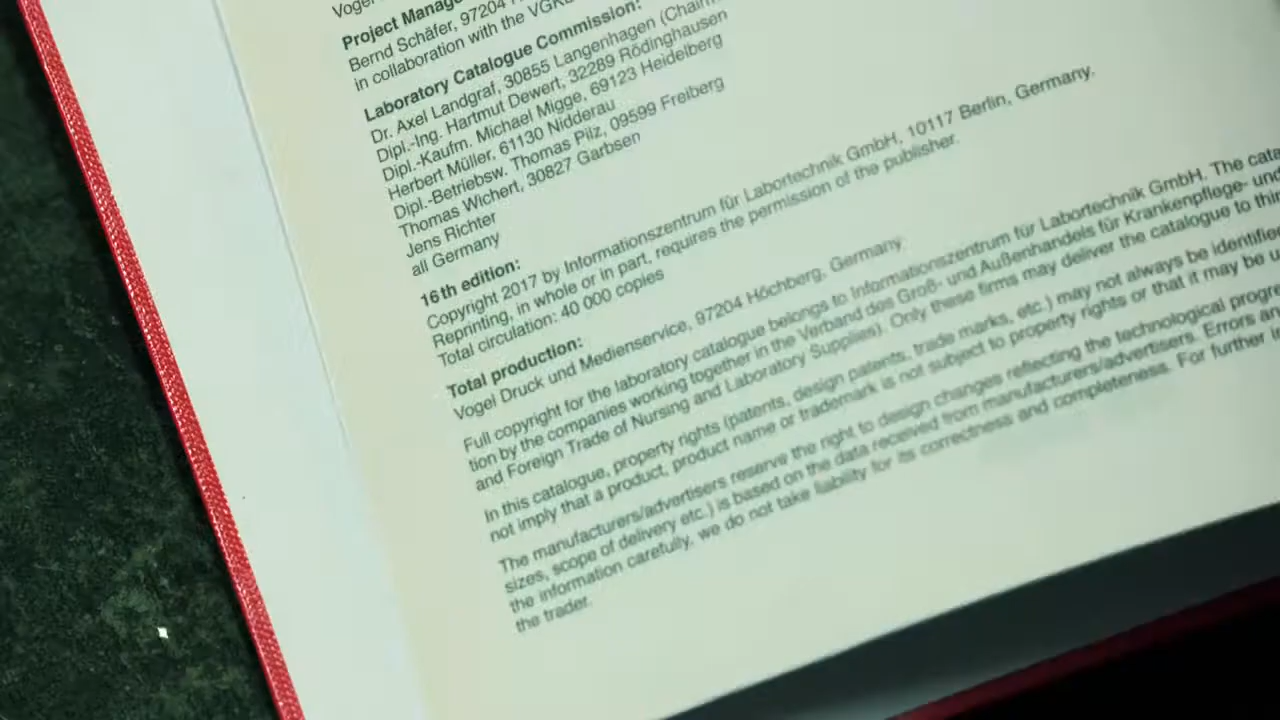 Vogel
Project Manage
Bernd Schäfer, 97204
in collaboration with the VGKL
Laboratory Catalogue Commission:
Dr. Axel Landgraf, 30855 Langenhagen (Chairm
Dipl.-Ing. Hartmut Dewert, 32289 Rödinghausen
Dipl.-Kaufm. Michael Migge, 69123 Heidelberg
Herbert Müller, 61130 Nidderau
Dipl.-Betriebsw. Thomas Pilz, 09599 Freiberg
Thomas Wichert, 30827 Garbsen
Jens Richter
all Germany
16th edition:
Copyright 2017 by Informationszentrum für Labortechnik GmbH, 10117 Berlin, Germany.
Reprinting, in whole or in part, requires the permission of the publisher.
Total circulation: 40 000 copies
Total production:
Vogel Druck und Medienservice, 97204 Höchberg, Germany
Full copyright for the laboratory catalogue belongs to Informationszentrum für Labortechnik GmbH. The cata
tion by the companies working together in the Verband des Groß- und Außenhandels für Krankenpflege- und
and Foreign Trade of Nursing and Laboratory Supplies). Only these firms may deliver the catalogue to thir
In this catalogue, property rights (patents, design patents, trade marks, etc.) may not always be identifie
not imply that a product, product name or trademark is not subject to property rights or that it may be u
The manufacturers/advertisers reserve the right to design changes reflecting the technological progre
sizes, scope of delivery etc.) is based on the data received from manufacturers/advertisers. Errors an
the information carefully, we do not take liability for its correctness and completeness. For further i
the trader.